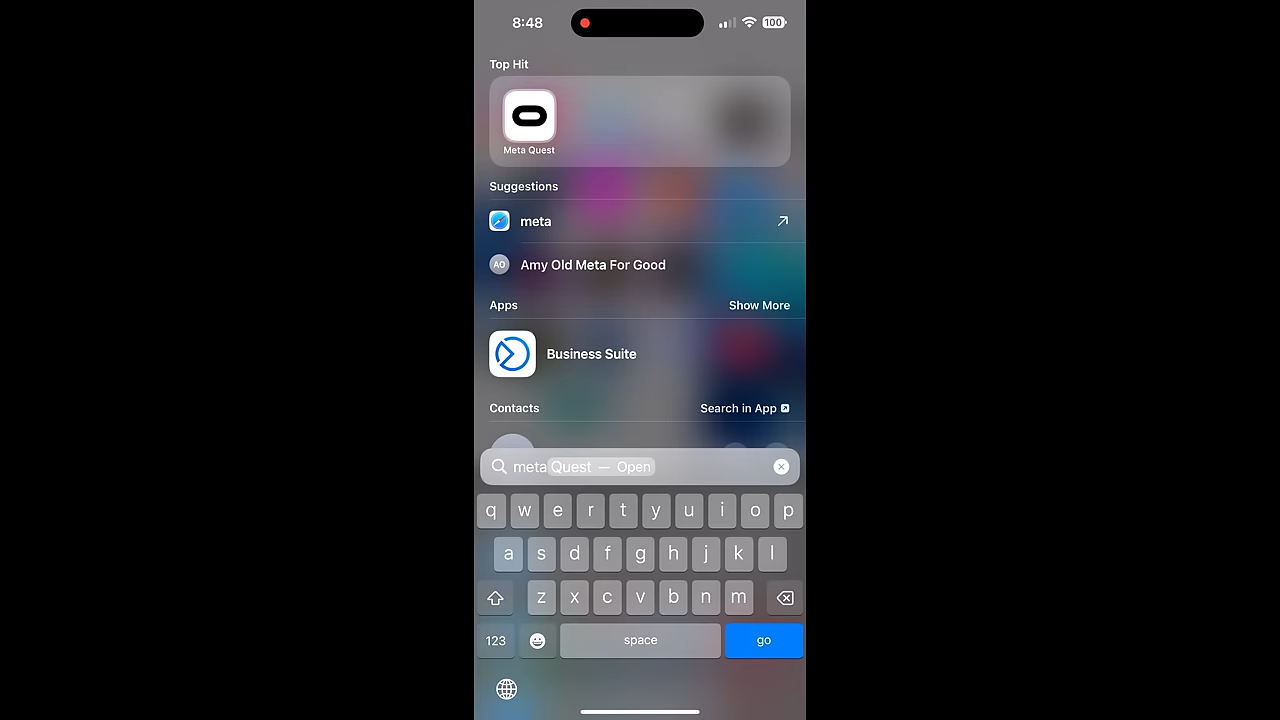 8:48
100
Top Hit
Meta Quest
Suggestions
meta
AO Amy Old Meta For Good
Apps Show More
Business Suite
Contacts Search in App
meta Quest — Open
q w e r t y u i o p
a s d f g h j k l
z x c v b n m
123 space go